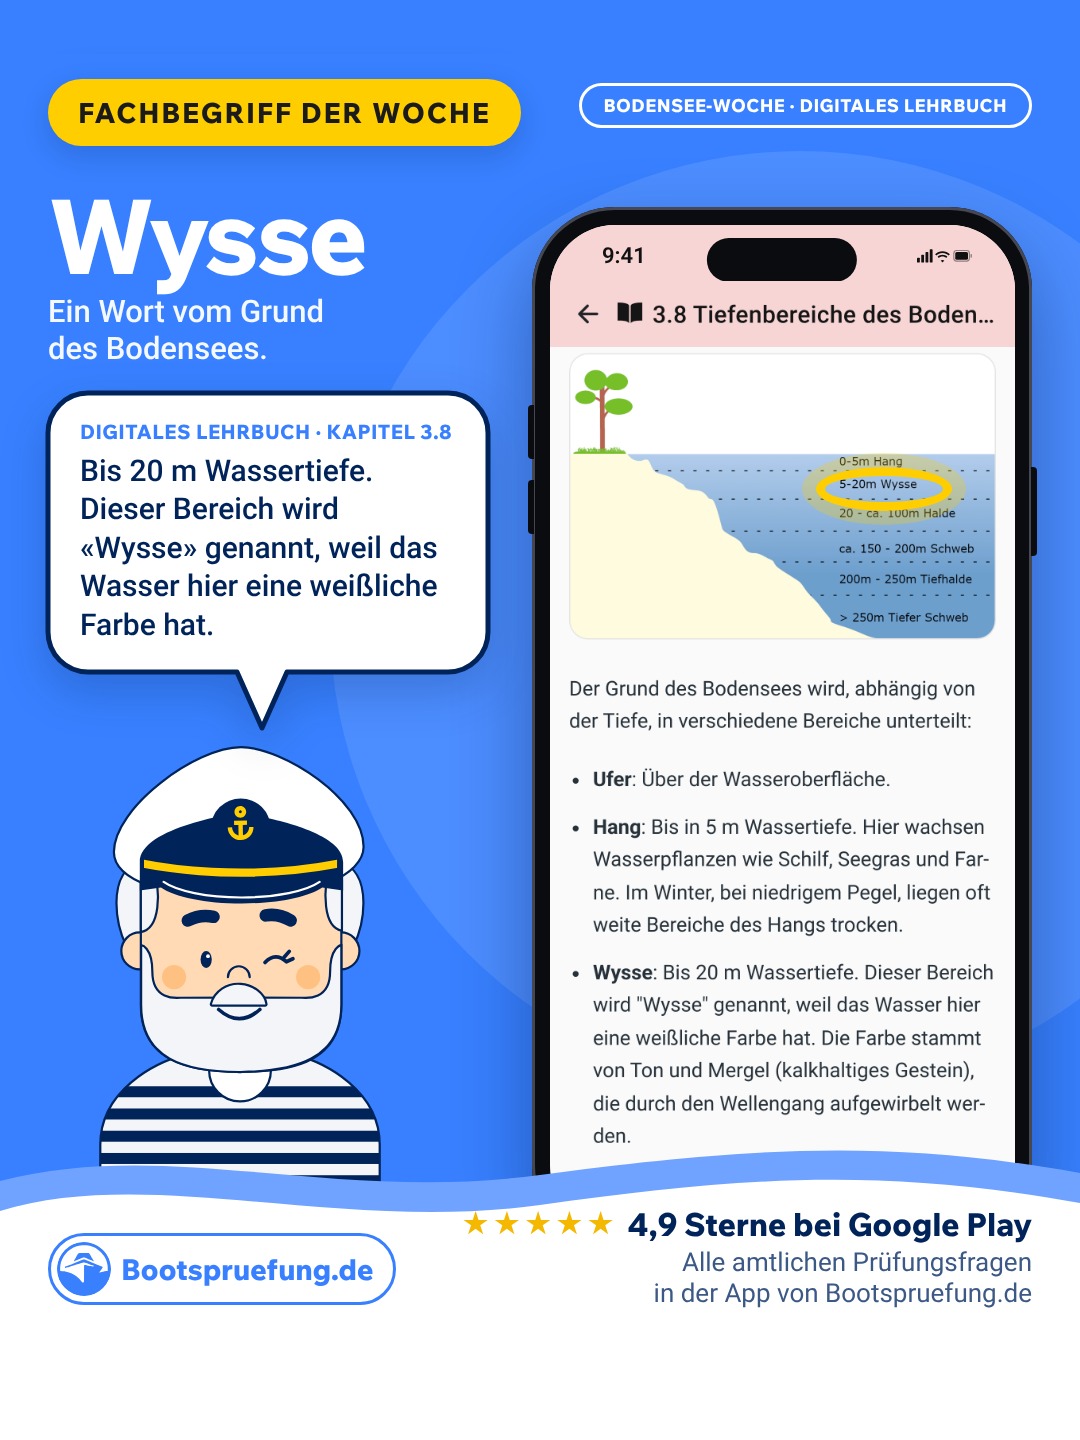 FACHBEGRIFF DER WOCHE
BODENSEE-WOCHE · DIGITALES LEHRBUCH
Wysse
Ein Wort vom Grund
des Bodensees.
DIGITALES LEHRBUCH · KAPITEL 3.8
Bis 20 m Wassertiefe.
Dieser Bereich wird
«Wysse» genannt, weil das
Wasser hier eine weißliche
Farbe hat.
9:41
3.8 Tiefenbereiche des Boden...
0-5m Hang
5-20m Wysse
20 - ca. 100m Halde
ca. 150 - 200m Schweb
200m - 250m Tiefhalde
> 250m Tiefer Schweb
Der Grund des Bodensees wird, abhängig von
der Tiefe, in verschiedene Bereiche unterteilt:
• Ufer: Über der Wasseroberfläche.
• Hang: Bis in 5 m Wassertiefe. Hier wachsen
Wasserpflanzen wie Schilf, Seegras und Far-
ne. Im Winter, bei niedrigem Pegel, liegen oft
weite Bereiche des Hangs trocken.
• Wysse: Bis 20 m Wassertiefe. Dieser Bereich
wird "Wysse" genannt, weil das Wasser hier
eine weißliche Farbe hat. Die Farbe stammt
von Ton und Mergel (kalkhaltiges Gestein),
die durch den Wellengang aufgewirbelt wer-
den.
★★★★★ 4,9 Sterne bei Google Play
Alle amtlichen Prüfungsfragen
in der App von Bootspruefung.de
Bootspruefung.de